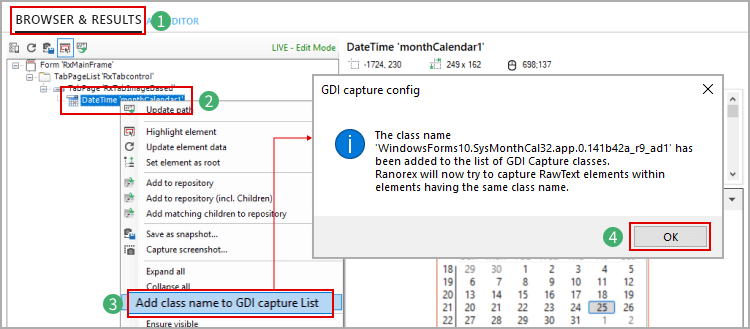 BROWSER & RESULTS
1
EDITOR
LIVE - Edit Mode
Form 'RxMainFrame'
TabPageList 'RxTabcontrol'
TabPage 'RxTabImageBased'
DateTime 'monthCalendar1'
2
Update path
Highlight element
Update element data
Set element as root
Add to repository
Add to repository (incl. Children)
Add matching children to repository
Save as snapshot...
Capture screenshot...
Expand all
Collapse all
3
Add class name to GDI capture List
Ensure visible
DateTime 'monthCalendar1'
-1724, 230
249 x 162
698;137
GDI capture config
The class name
'WindowsForms10.SysMonthCal32.app.0.141b42a_r9_ad1' has
been added to the list of GDI Capture classes.
Ranorex will now try to capture RawText elements within
elements having the same class name.
4
OK
18 29 30 1 2 3 4 5
19 6 7 8 9 10 11 12
20 13 14 15 16 17 18 19
21 20 21 22 23 24 25 26
22 27 28 29 30 31 1 2